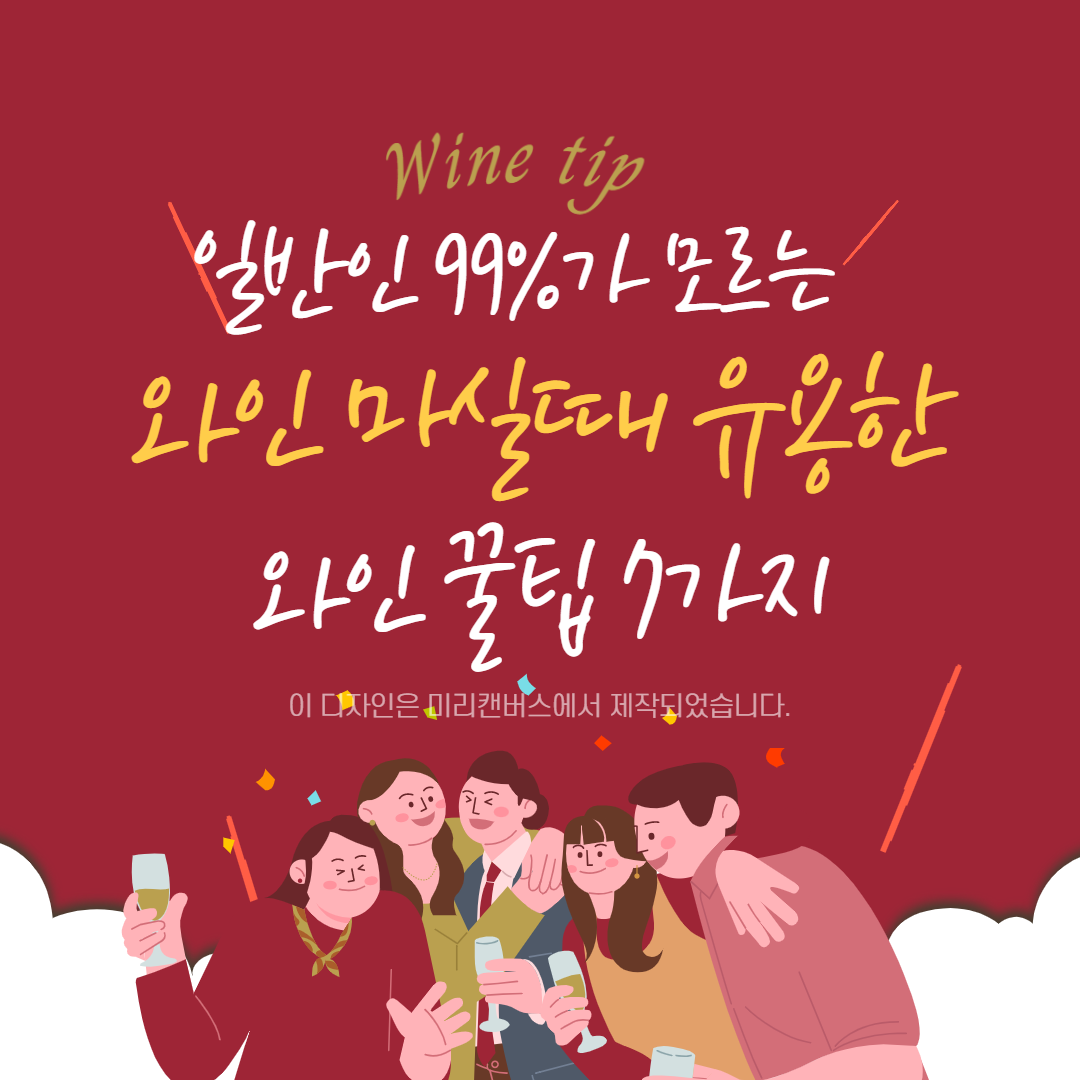 Wine tip
일반인 99%가 모르는
와인 마실때 유용한
와인 꿀팁 7가지
이 디자인은 미리캔버스에서 제작되었습니다.